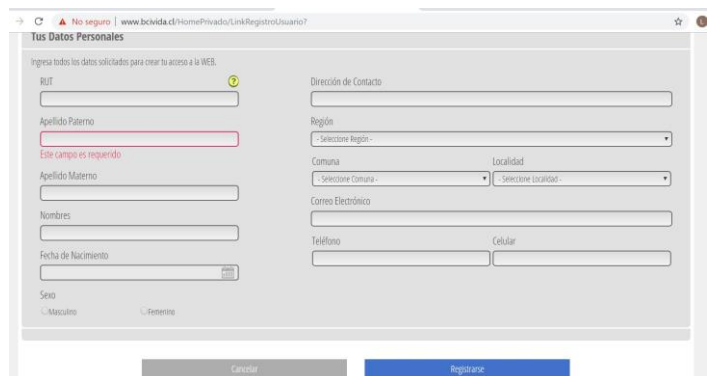 No seguro | www.bcivida.cl/HomePrivado/LinkRegistroUsuario?
Tus Datos Personales
Ingresa todos los datos solicitados para crear tu acceso a la WEB.
RUT
?
Apellido Paterno
Este campo es requerido
Apellido Materno
Nombres
Fecha de Nacimiento
Sexo
Masculino
Femenino
Dirección de Contacto
Región
- Seleccione Región -
Comuna
Localidad
- Seleccione Comuna -
- Seleccione Localidad -
Correo Electrónico
Teléfono
Celular
Cancelar
Registrarse